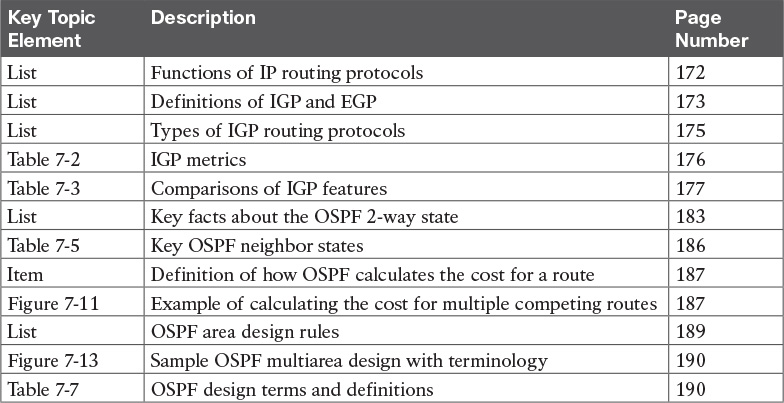 Key Topic Element Description Page Number
List Functions of IP routing protocols 172
List Definitions of IGP and EGP 173
List Types of IGP routing protocols 175
Table 7-2 IGP metrics 176
Table 7-3 Comparisons of IGP features 177
List Key facts about the OSPF 2-way state 183
Table 7-5 Key OSPF neighbor states 186
Item Definition of how OSPF calculates the cost for a route 187
Figure 7-11 Example of calculating the cost for multiple competing routes 187
List OSPF area design rules 189
Figure 7-13 Sample OSPF multiarea design with terminology 190
Table 7-7 OSPF design terms and definitions 190